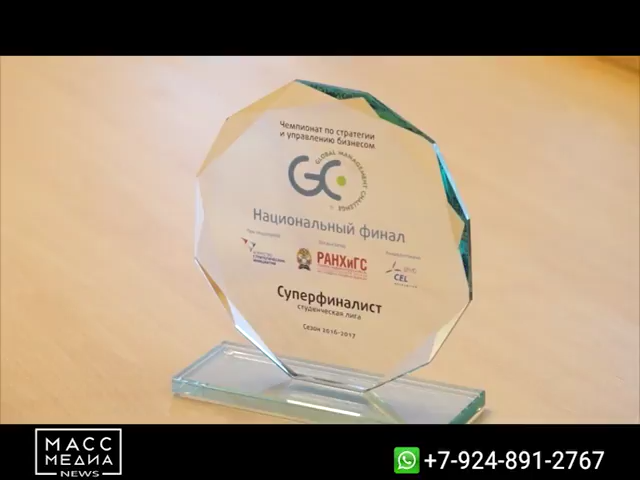 Чемпионат по стратегии
и управлению бизнесом
GLOBAL MANAGEMENT CHALLENGE
GC
Национальный финал
РАНХиГС
CEL
Суперфиналист
студенческая лига
Сезон 2016-2017
МАСС
МЕДИА
NEWS
+7-924-891-2767